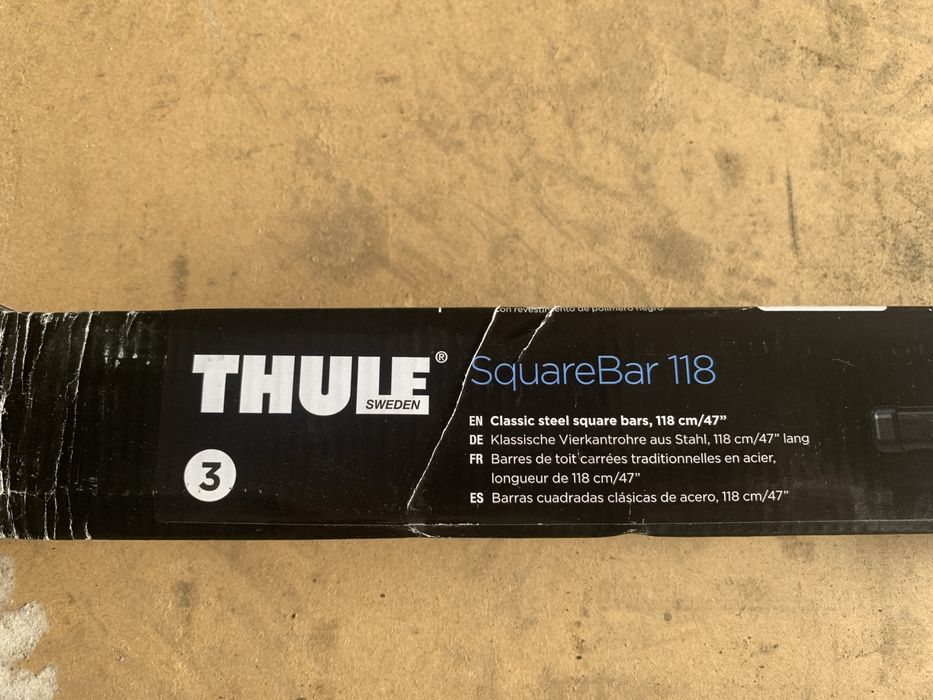 con revestimiento de polímero negro
THULE®
SWEDEN
3
SquareBar 118
EN Classic steel square bars, 118 cm/47”
DE Klassische Vierkantrohre aus Stahl, 118 cm/47” lang
FR Barres de toit carrées traditionnelles en acier,
longueur de 118 cm/47”
ES Barras cuadradas clásicas de acero, 118 cm/47”